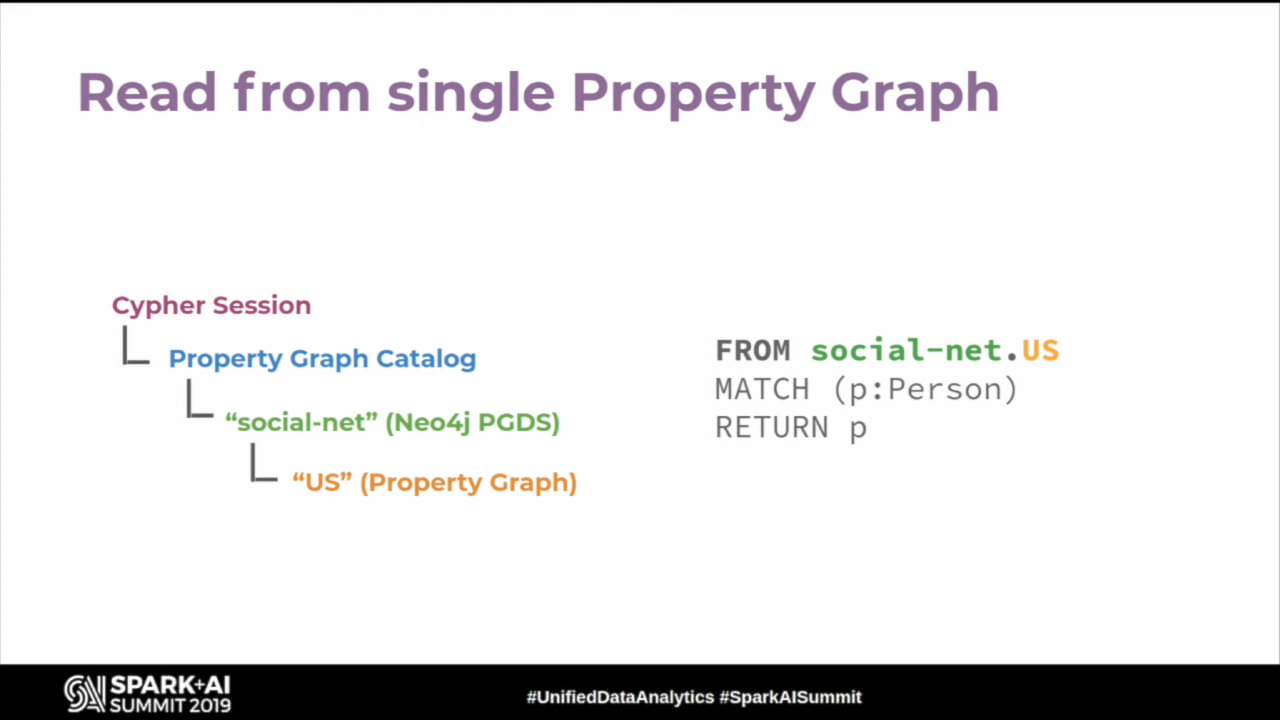 Read from single Property Graph
Cypher Session
Property Graph Catalog
“social-net” (Neo4j PGDS)
“US” (Property Graph)
FROM social-net.US
MATCH (p:Person)
RETURN p
SPARK+AI
SUMMIT 2019
#UnifiedDataAnalytics #SparkAISummit